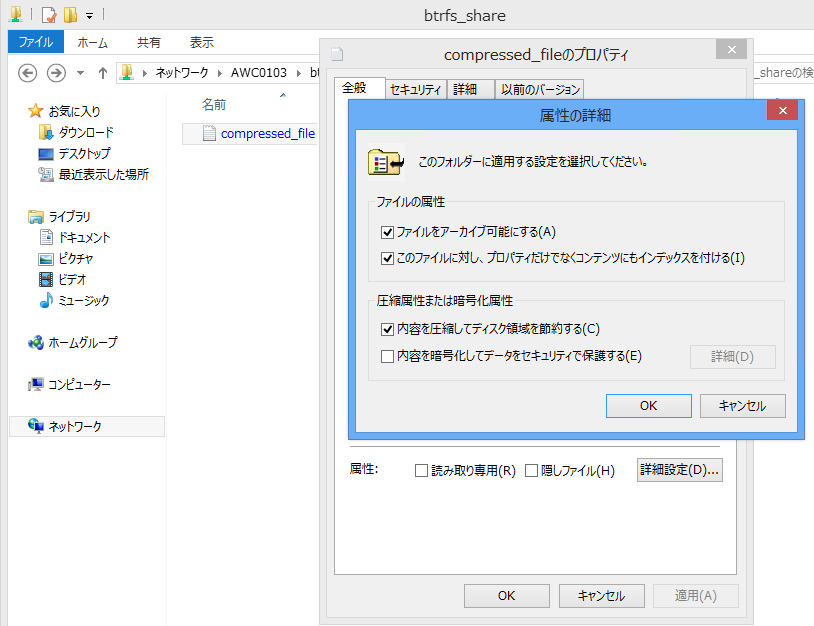 btrfs_share
ファイル ホーム 共有 表示
ネットワーク AWC0103
_shareの検
お気に入り
ダウンロード
デスクトップ
最近表示した場所
ライブラリ
ドキュメント
ピクチャ
ビデオ
ミュージック
ホームグループ
コンピューター
ネットワーク
名前
compressed_file
compressed_fileのプロパティ
全般 セキュリティ 詳細 以前のバージョン
属性の詳細
このフォルダーに適用する設定を選択してください。
ファイルの属性
ファイルをアーカイブ可能にする(A)
このファイルに対し、プロパティだけでなくコンテンツにもインデックスを付ける(I)
圧縮属性または暗号化属性
内容を圧縮してディスク領域を節約する(C)
内容を暗号化してデータをセキュリティで保護する(E) 詳細(D)
OK キャンセル
属性: 読み取り専用(R) 隠しファイル(H) 詳細設定(D)...
OK キャンセル 適用(A)